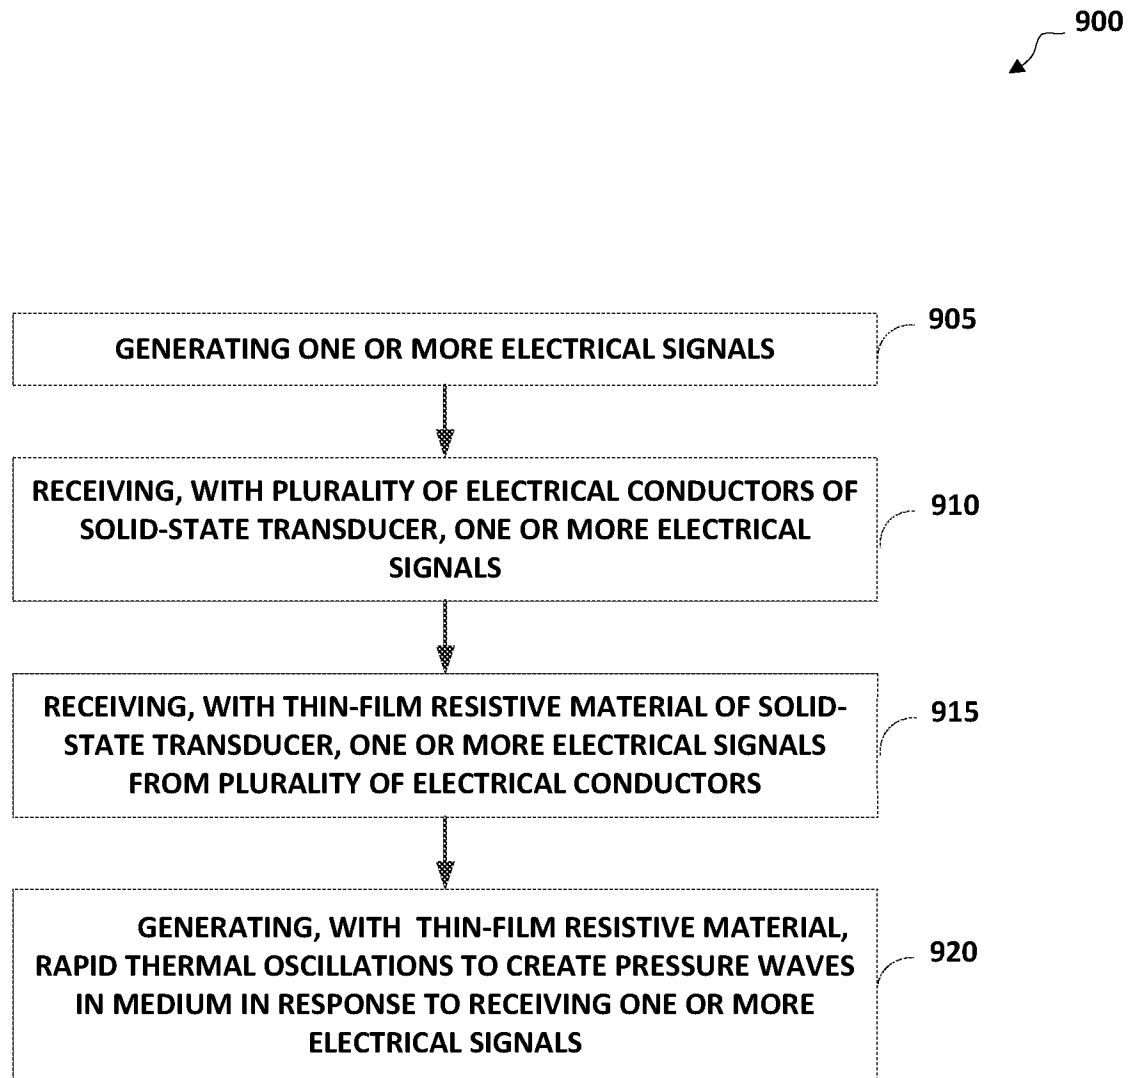 900
GENERATING ONE OR MORE ELECTRICAL SIGNALS
905
RECEIVING, WITH PLURALITY OF ELECTRICAL CONDUCTORS OF
SOLID-STATE TRANSDUCER, ONE OR MORE ELECTRICAL
SIGNALS
910
RECEIVING, WITH THIN-FILM RESISTIVE MATERIAL OF SOLID-
STATE TRANSDUCER, ONE OR MORE ELECTRICAL SIGNALS
FROM PLURALITY OF ELECTRICAL CONDUCTORS
915
GENERATING, WITH THIN-FILM RESISTIVE MATERIAL,
RAPID THERMAL OSCILLATIONS TO CREATE PRESSURE WAVES
IN MEDIUM IN RESPONSE TO RECEIVING ONE OR MORE
ELECTRICAL SIGNALS
920